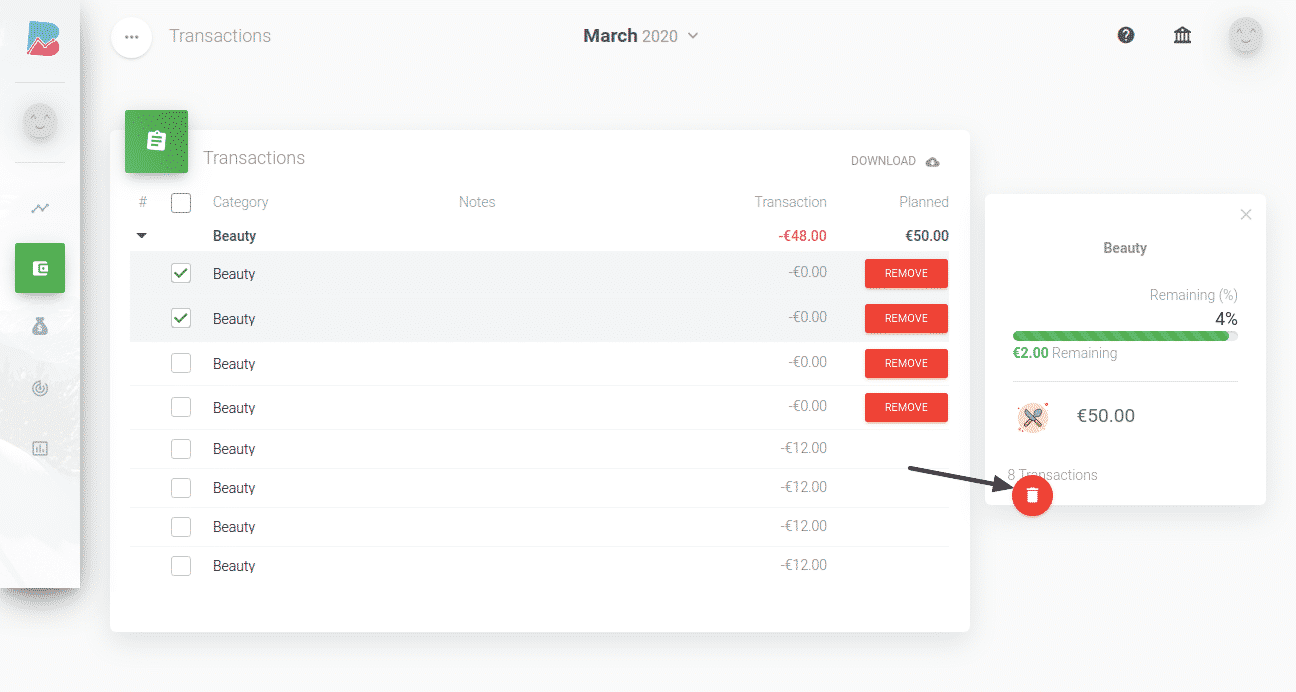 Transactions
March 2020
Transactions
DOWNLOAD
# Category Notes Transaction Planned
Beauty -€48.00 €50.00
Beauty -€0.00 REMOVE
Beauty -€0.00 REMOVE
Beauty -€0.00 REMOVE
Beauty -€0.00 REMOVE
Beauty -€12.00
Beauty -€12.00
Beauty -€12.00
Beauty -€12.00
Beauty
Remaining (%)
4%
€2.00 Remaining
€50.00
8 Transactions